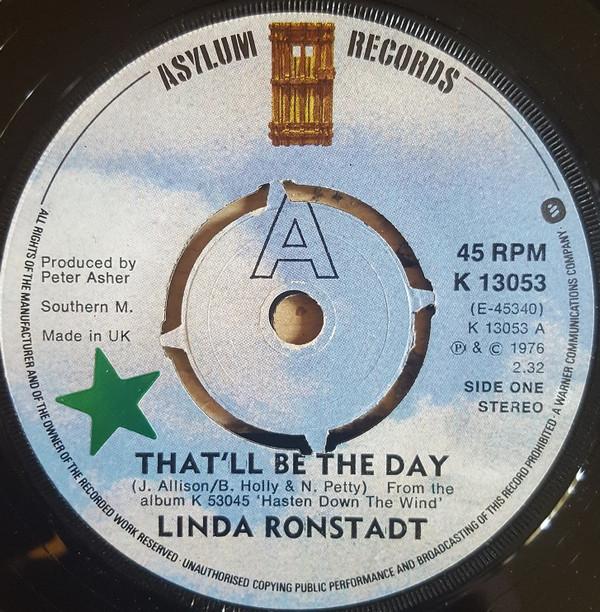 ASYLUM RECORDS
A
Produced by
Peter Asher
Southern M.
Made in UK
45 RPM
K 13053
(E-45340)
K 13053 A
Ⓟ & © 1976
2.32
SIDE ONE
STEREO
THAT'LL BE THE DAY
(J. Allison/B. Holly & N. Petty) From the
album K 53045 'Hasten Down The Wind'
LINDA RONSTADT
ALL RIGHTS OF THE MANUFACTURER AND OF THE OWNER OF THE RECORDED WORK RESERVED · UNAUTHORISED COPYING PUBLIC PERFORMANCE AND BROADCASTING OF THIS RECORD PROHIBITED · A WARNER COMMUNICATIONS COMPANY ·